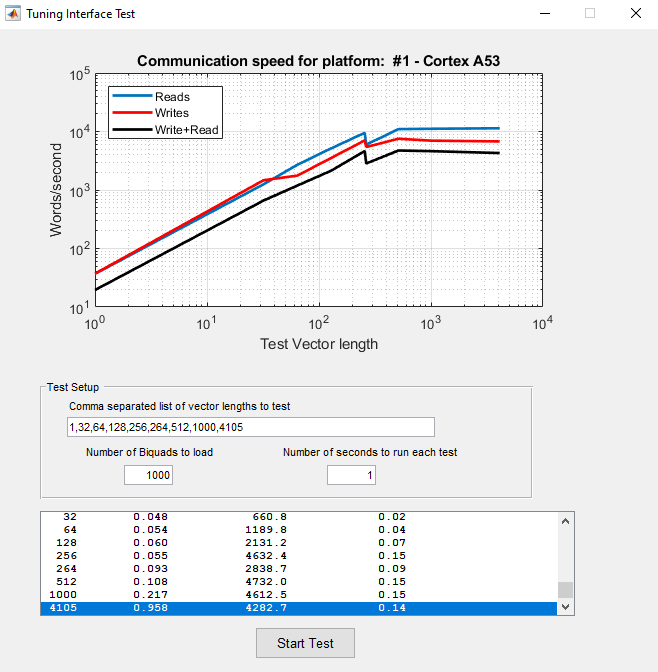 Tuning Interface Test
Communication speed for platform:  #1 - Cortex A53
Reads
Writes
Write+Read
Words/second
10^5
10^4
10^3
10^2
10^1
10^0 10^1 10^2 10^3 10^4
Test Vector length
Test Setup
Comma separated list of vector lengths to test
1,32,64,128,256,264,512,1000,4105
Number of Biquads to load Number of seconds to run each test
1000 1
32 0.048 660.8 0.02
64 0.054 1189.8 0.04
128 0.060 2131.2 0.07
256 0.055 4632.4 0.15
264 0.093 2838.7 0.09
512 0.108 4732.0 0.15
1000 0.217 4612.5 0.15
4105 0.958 4282.7 0.14
Start Test